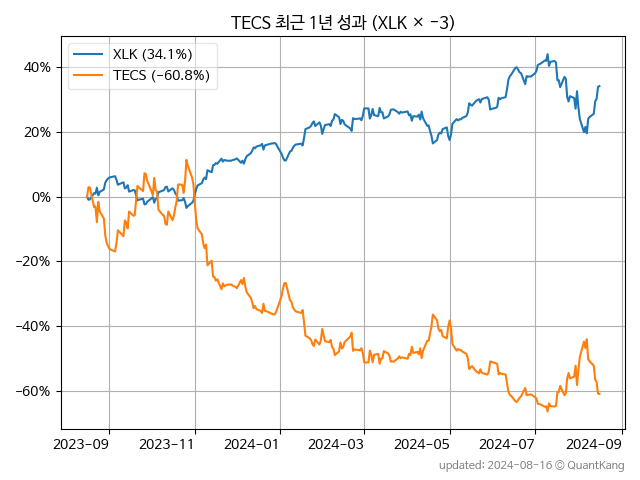 TECS 최근 1년 성과 (XLK × −3)
XLK (34.1%)
TECS (−60.8%)
40%
20%
0%
−20%
−40%
−60%
2023-09 2023-11 2024-01 2024-03 2024-05 2024-07 2024-09
updated: 2024-08-16 © QuantKang